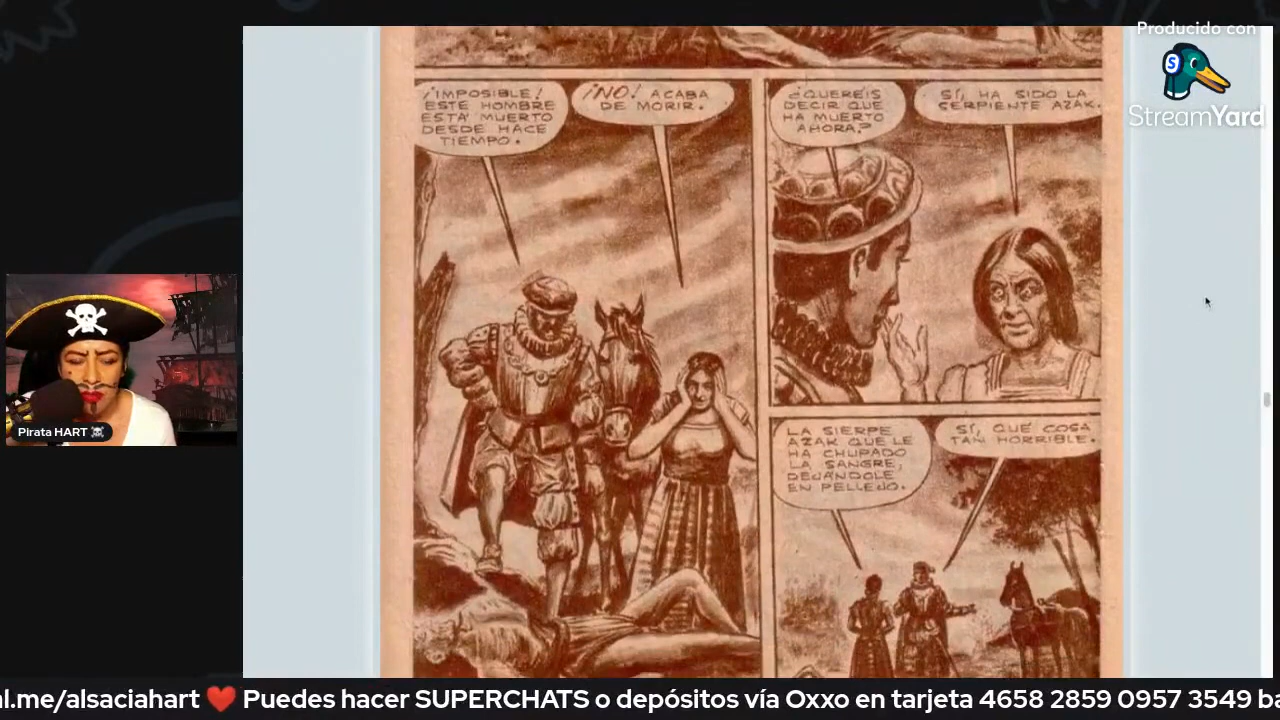 Producido con
StreamYard
¡IMPOSIBLE!
ESTE HOMBRE
ESTÁ MUERTO
DESDE HACE
TIEMPO.
¡NO! ACABA
DE MORIR.
¿QUERÉIS
DECIR QUE
HA MUERTO
AHORA?
SÍ, HA SIDO LA
SERPIENTE AZAK.
LA SIERPE
AZAK QUE LE
HA CHUPADO
LA SANGRE,
DEJÁNDOLE
EN PELLEJO.
SÍ, QUÉ COSA
TAN HORRIBLE.
Pirata HART ☠️
al.me/alsaciahart ❤️ Puedes hacer SUPERCHATS o depósitos vía Oxxo en tarjeta 4658 2859 0957 3549 ba